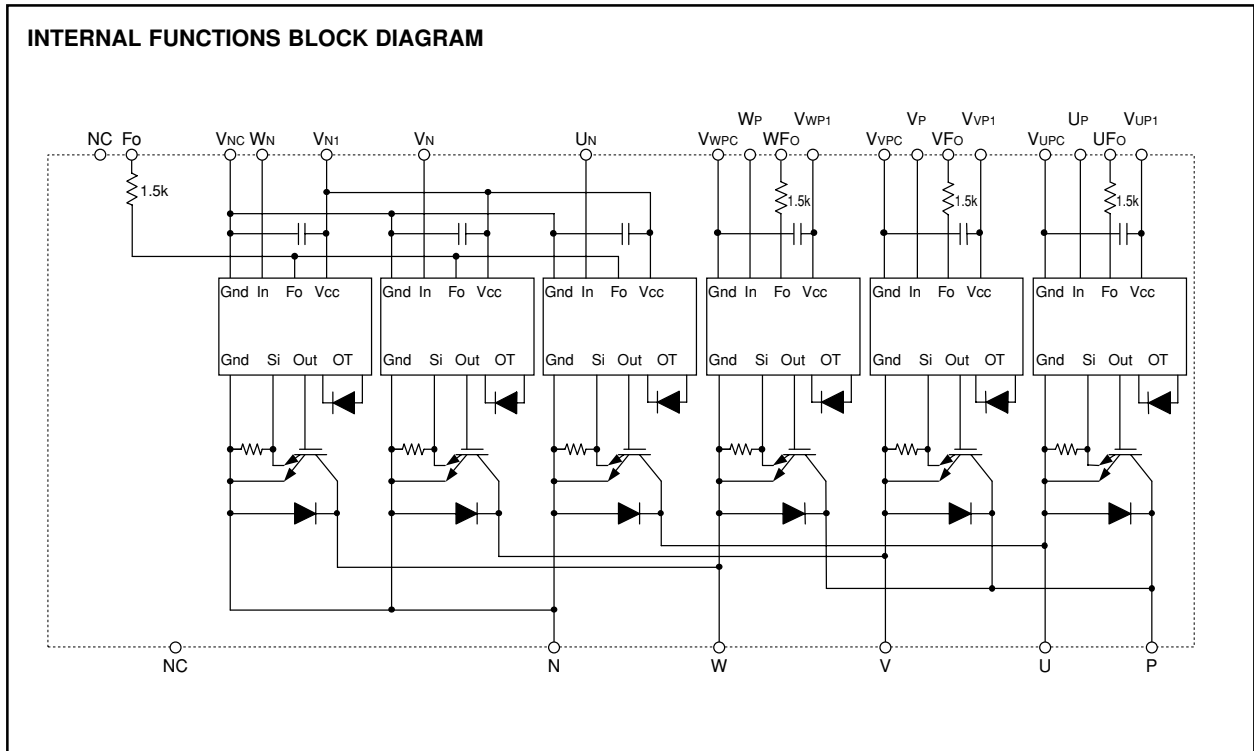 INTERNAL FUNCTIONS BLOCK DIAGRAM
WP VWP1 VP VVP1 UP VUP1
NC FO VNC WN VN1 VN UN VWPC WFO VVPC VFO VUPC UFO
1.5k 1.5k 1.5k 1.5k
Gnd In Fo Vcc Gnd In Fo Vcc Gnd In Fo Vcc Gnd In Fo Vcc Gnd In Fo Vcc Gnd In Fo Vcc
Gnd Si Out OT Gnd Si Out OT Gnd Si Out OT Gnd Si Out OT Gnd Si Out OT Gnd Si Out OT
NC N W V U P